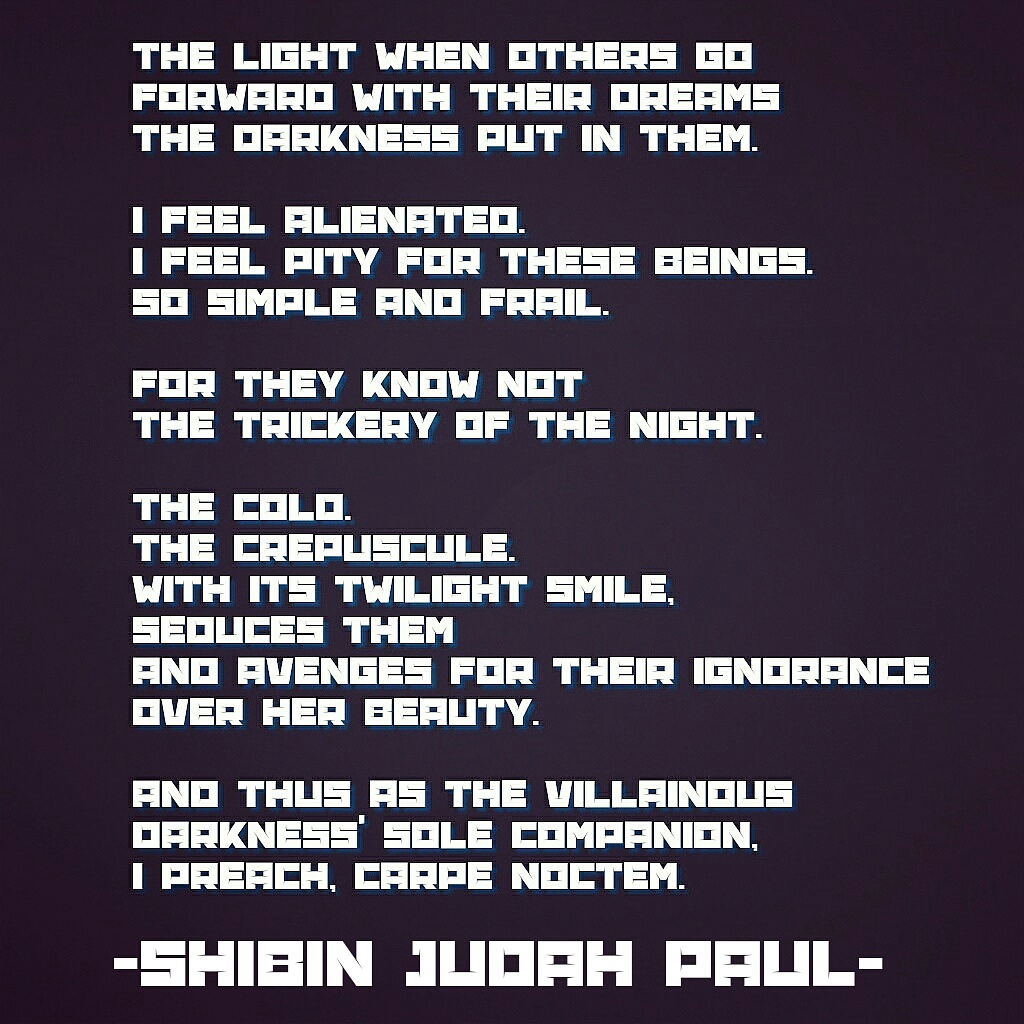 THE LIGHT WHEN OTHERS GO
FORWARD WITH THEIR DREAMS
THE DARKNESS PUT IN THEM.
I FEEL ALIENATED.
I FEEL PITY FOR THESE BEINGS.
SO SIMPLE AND FRAIL.
FOR THEY KNOW NOT
THE TRICKERY OF THE NIGHT.
THE COLD.
THE CREPUSCULE.
WITH ITS TWILIGHT SMILE,
SEDUCES THEM
AND AVENGES FOR THEIR IGNORANCE
OVER HER BEAUTY.
AND THUS AS THE VILLAINOUS
DARKNESS' SOLE COMPANION,
I PREACH, CARPE NOCTEM.
-SHIBIN JUDAH PAUL-